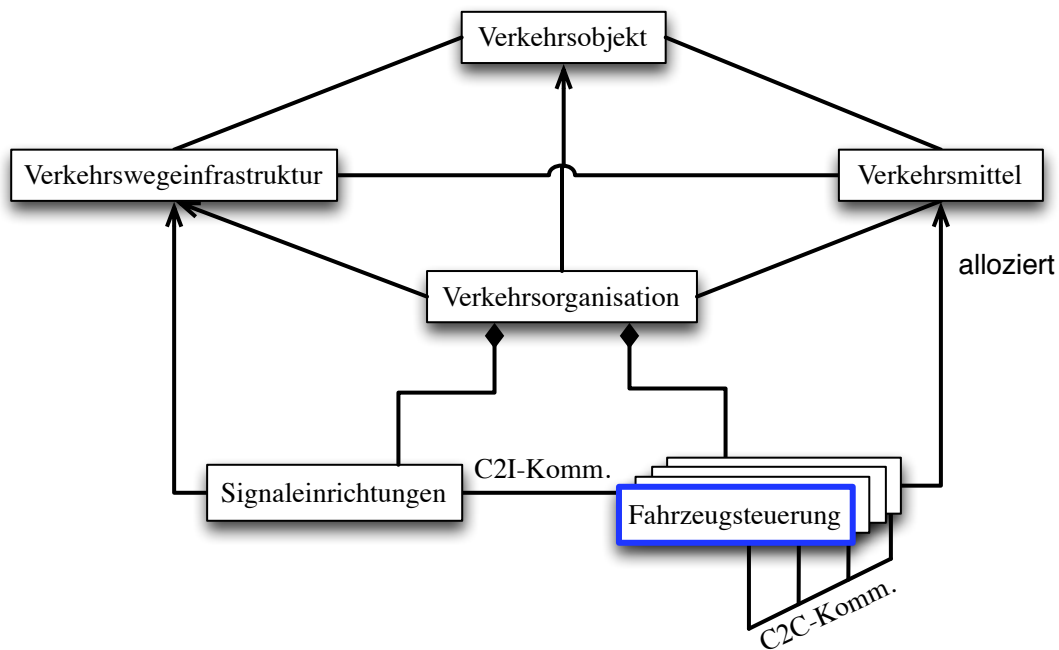 Verkehrsobjekt
Verkehrswegeinfrastruktur
Verkehrsmittel
alloziert
Verkehrsorganisation
C2I-Komm.
Signaleinrichtungen
Fahrzeugsteuerung
C2C-Komm.